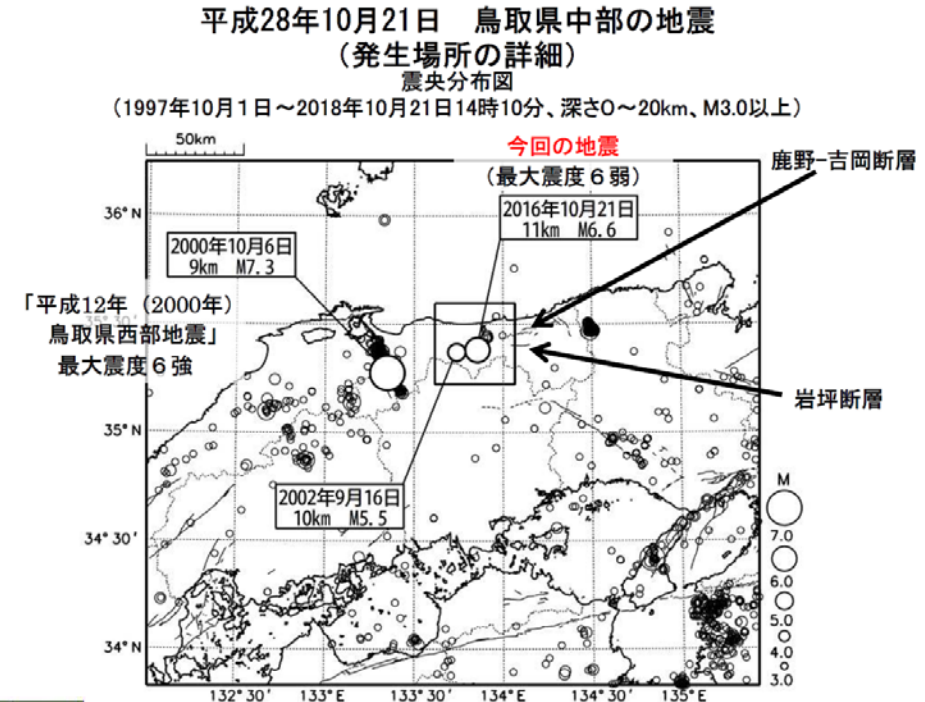 平成28年10月21日 鳥取県中部の地震
（発生場所の詳細）
震央分布図
（1997年10月1日～2018年10月21日14時10分、深さ0～20km、M3.0以上）
50km
今回の地震
（最大震度６弱）
鹿野-吉岡断層
2016年10月21日
11km M6.6
36°N
2000年10月6日
9km M7.3
「平成12年（2000年）
鳥取県西部地震」
最大震度６強
35°30'
岩坪断層
35°N
2002年9月16日
10km M5.5
34°30'
34°N
M
7.0
6.0
5.0
4.0
3.0
132°30'
133°E
133°30'
134°E
134°30'
135°E